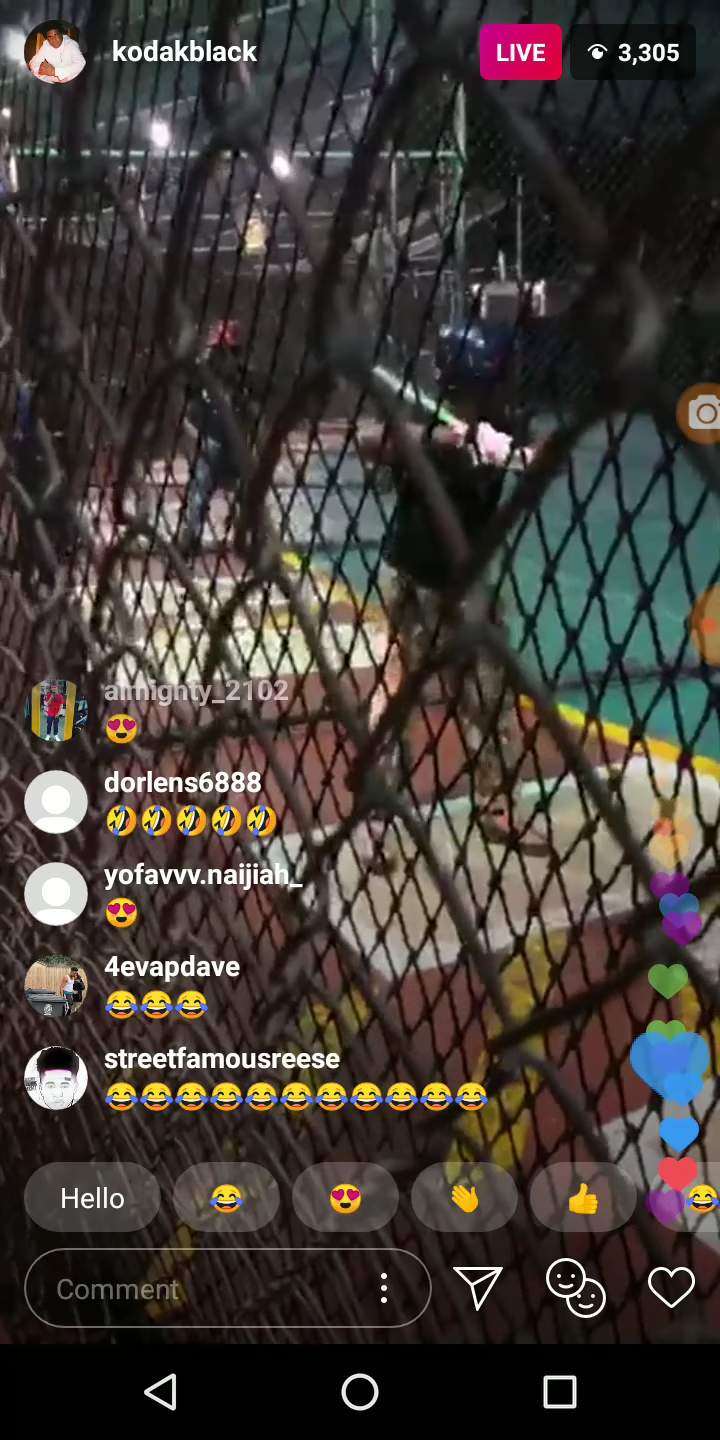 kodakblack
LIVE
3,305
almighty_2102
😍
dorlens6888
🤣🤣🤣🤣🤣
yofavvv.naijiah_
😍
4evapdave
😂😂😂
streetfamousreese
😂😂😂😂😂😂😂😂😂😂😂
Hello 😂 😍 👋 👍 😂
Comment